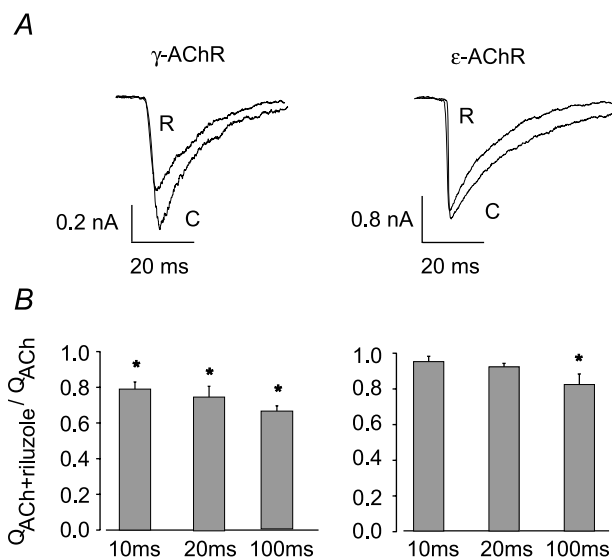 A
γ-AChR
ε-AChR
R
C
0.2 nA
20 ms
R
C
0.8 nA
20 ms
B
Q_ACh+riluzole / Q_ACh
1.0
0.8
0.6
0.4
0.2
0.0
* * *
10ms 20ms 100ms
1.0
0.8
0.6
0.4
0.2
0.0
*
10ms 20ms 100ms